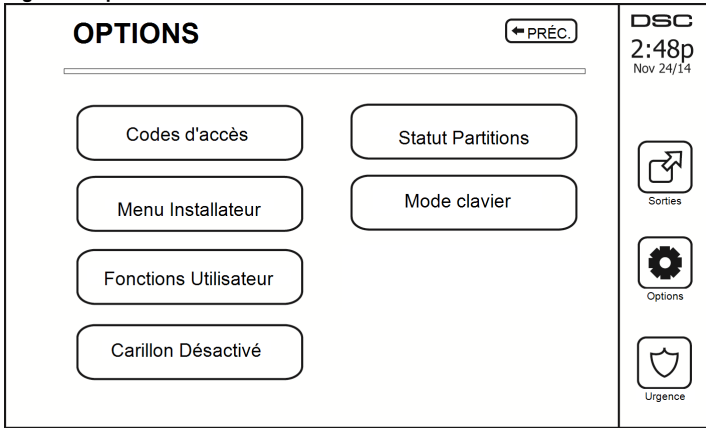 OPTIONS
PRÉC.
Codes d'accès
Statut Partitions
Menu Installateur
Mode clavier
Fonctions Utilisateur
Carillon Désactivé
DSC
2:48p
Nov 24/14
Sorties
Options
Urgence